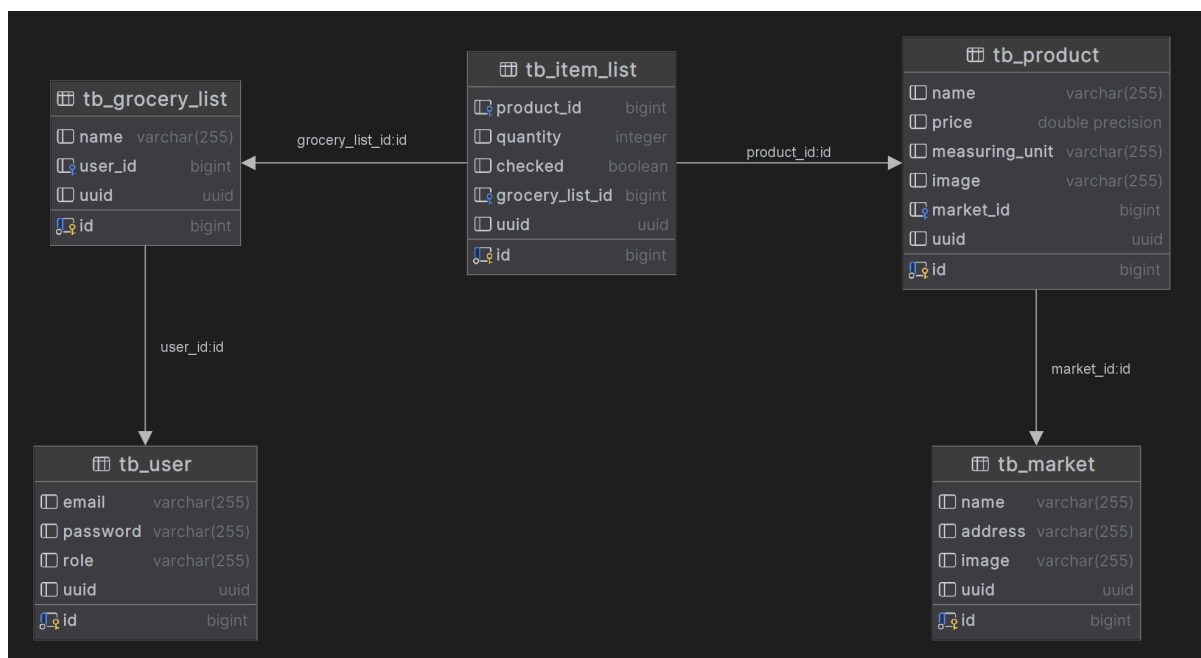 tb_grocery_list
name varchar(255)
user_id bigint
uuid uuid
id bigint
grocery_list_id:id
tb_item_list
product_id bigint
quantity integer
checked boolean
grocery_list_id bigint
uuid uuid
id bigint
product_id:id
tb_product
name varchar(255)
price double precision
measuring_unit varchar(255)
image varchar(255)
market_id bigint
uuid uuid
id bigint
user_id:id
market_id:id
tb_user
email varchar(255)
password varchar(255)
role varchar(255)
uuid uuid
id bigint
tb_market
name varchar(255)
address varchar(255)
image varchar(255)
uuid uuid
id bigint